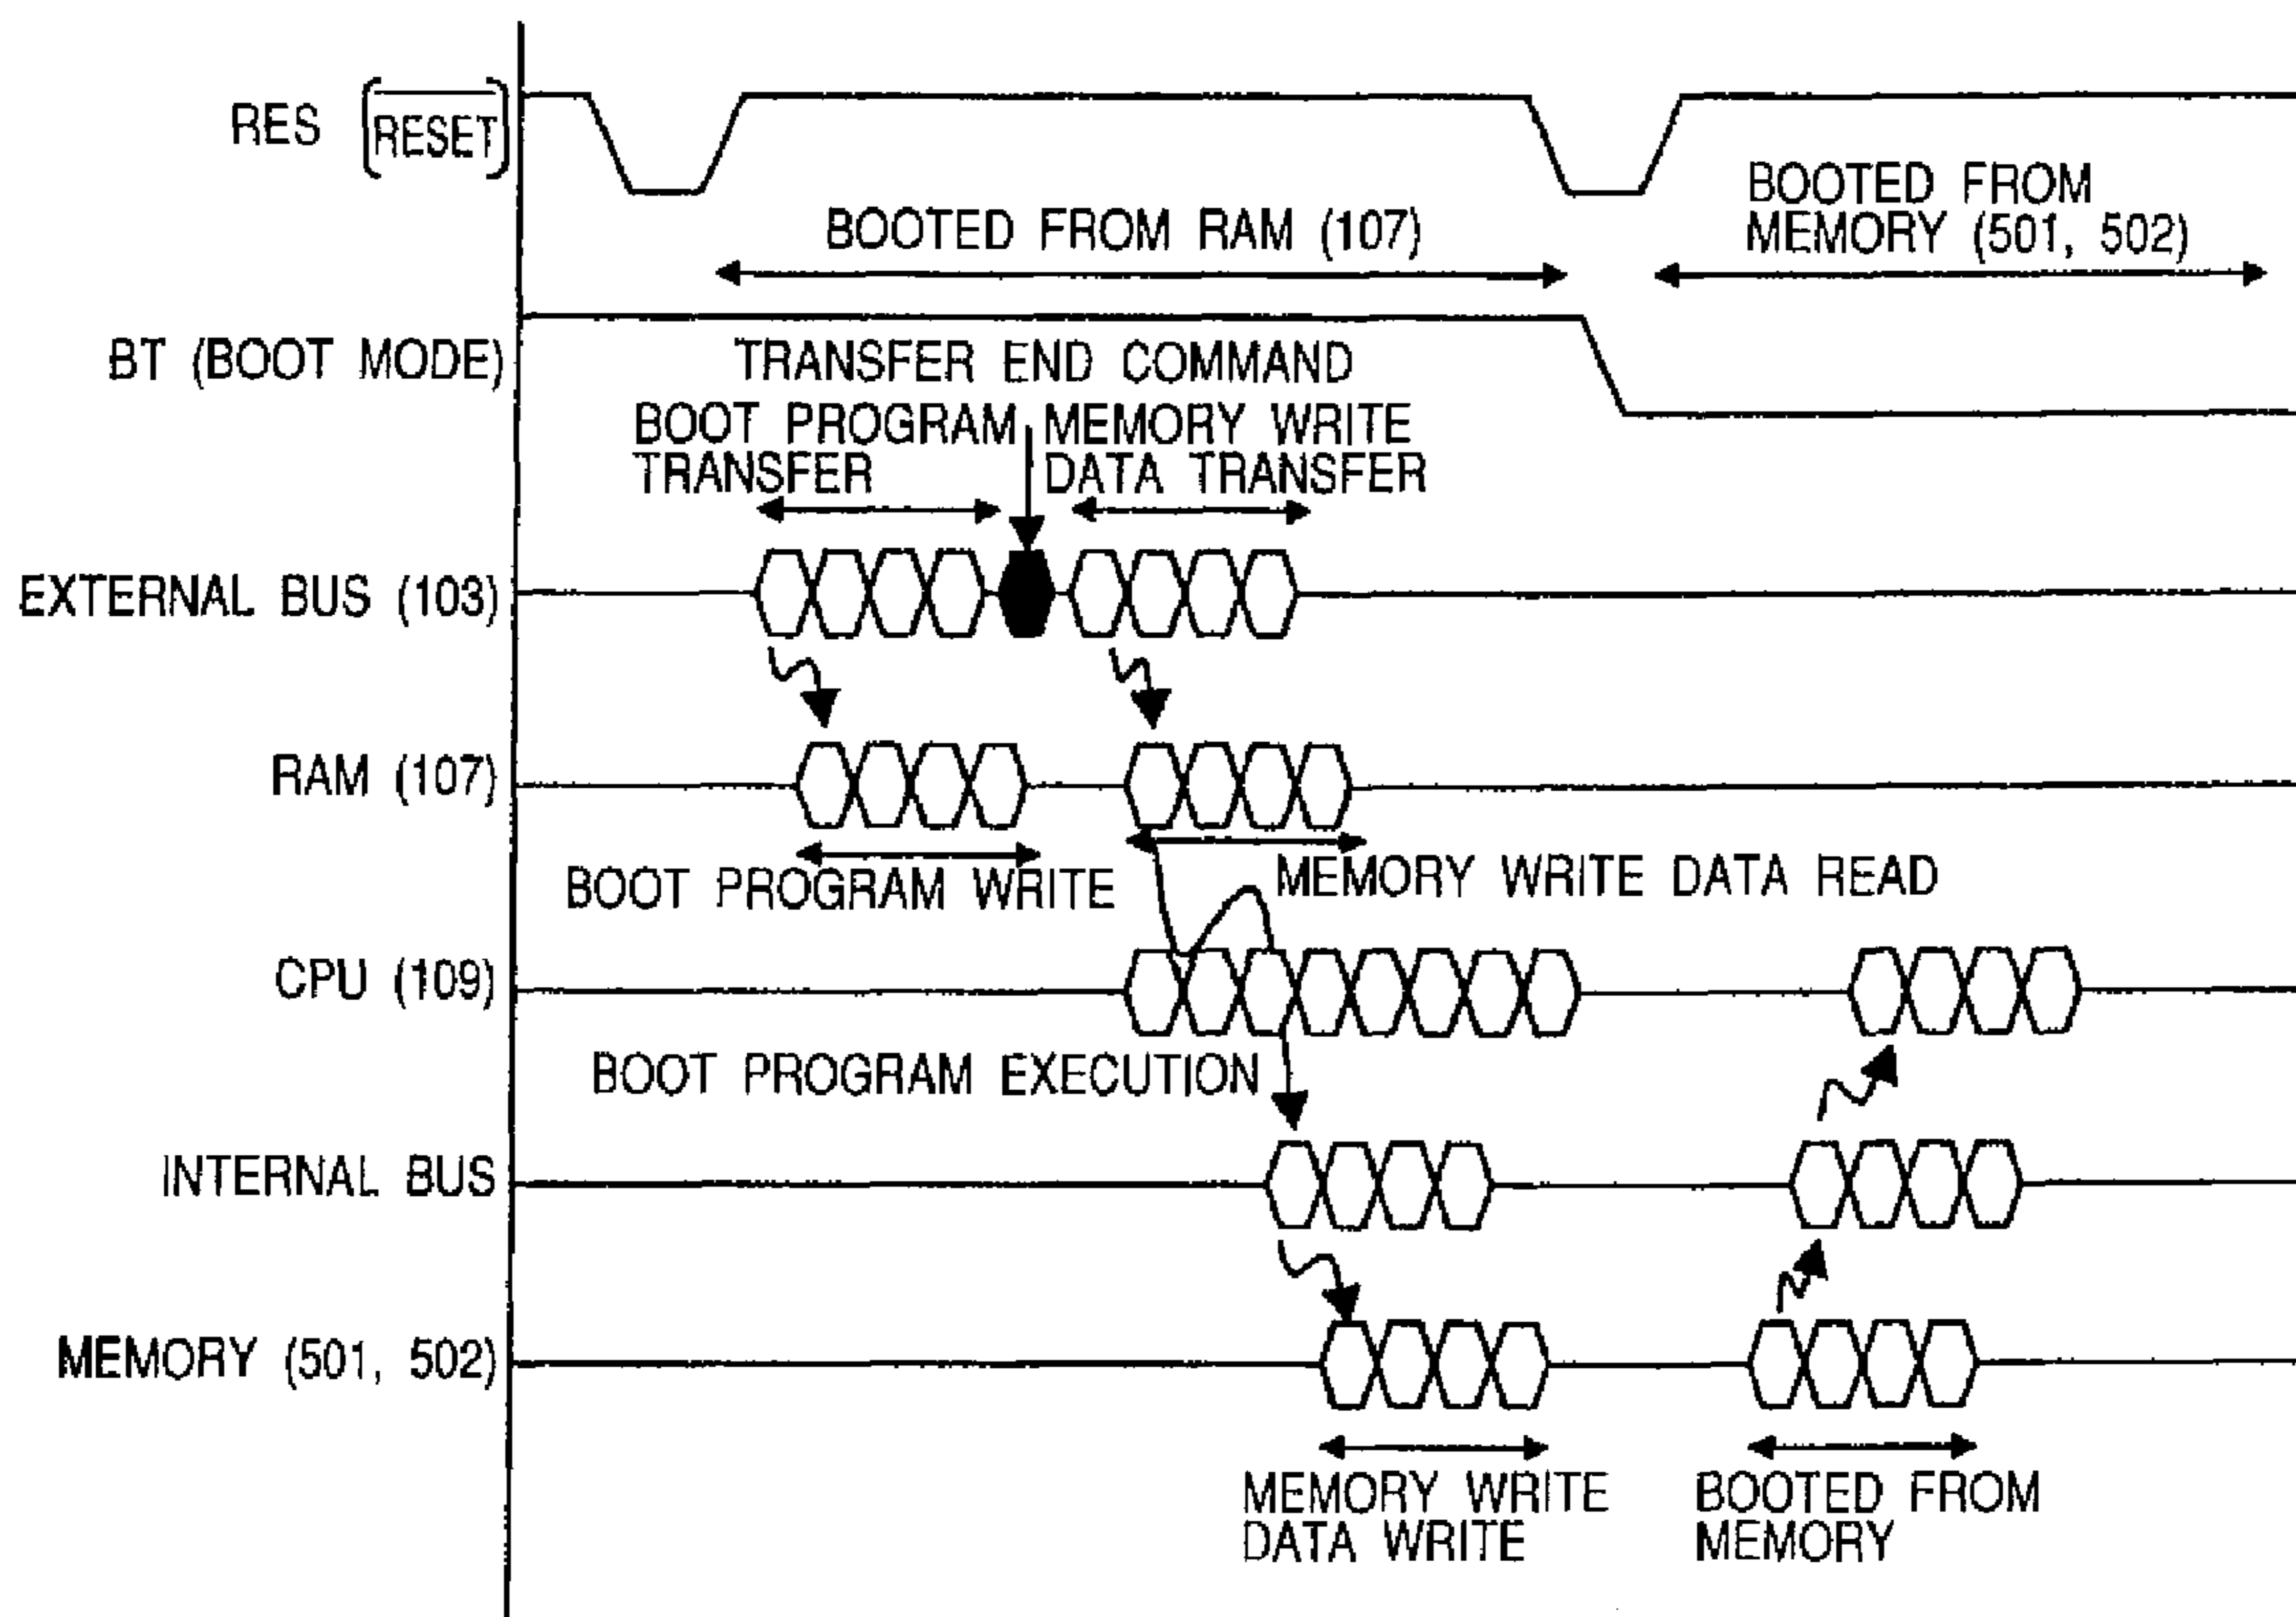 RES (RESET)
BOOTED FROM RAM (107)
BOOTED FROM
MEMORY (501, 502)
BT (BOOT MODE)
TRANSFER END COMMAND
BOOT PROGRAM
TRANSFER
MEMORY WRITE
DATA TRANSFER
EXTERNAL BUS (103)
RAM (107)
BOOT PROGRAM WRITE
MEMORY WRITE DATA READ
CPU (109)
BOOT PROGRAM EXECUTION
INTERNAL BUS
MEMORY (501, 502)
MEMORY WRITE
DATA WRITE
BOOTED FROM
MEMORY